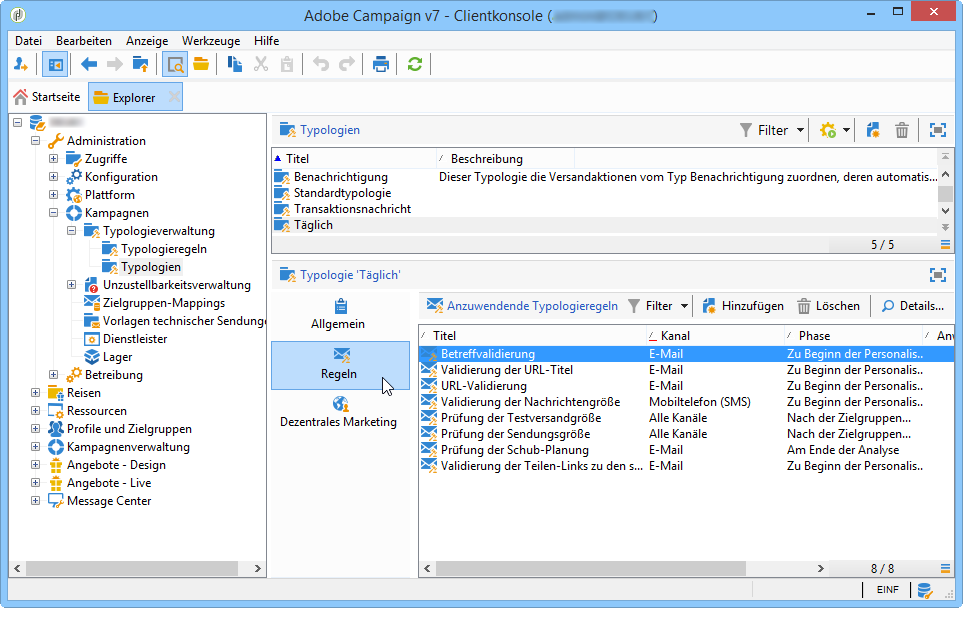 Adobe Campaign v7 - Clientkonsole ( )
Datei Bearbeiten Anzeige Werkzeuge Hilfe
Startseite Explorer
Administration
Zugriffe
Konfiguration
Plattform
Kampagnen
Typologieverwaltung
Typologieregeln
Typologien
Unzustellbarkeitsverwaltung
Zielgruppen-Mappings
Vorlagen technischer Sendunge
Dienstleister
Lager
Betreibung
Reisen
Ressourcen
Profile und Zielgruppen
Kampagnenverwaltung
Angebote - Design
Angebote - Live
Message Center
Typologien Filter
Titel Beschreibung
Benachrichtigung Dieser Typologie die Versandaktionen vom Typ Benachrichtigung zuordnen, deren automatis...
Standardtypologie
Transaktionsnachricht
Täglich
5 / 5
Typologie 'Täglich'
Allgemein
Regeln
Dezentrales Marketing
Anzuwendende Typologieregeln Filter Hinzufügen Löschen Details...
Titel Kanal Phase Anw
Betreffvalidierung E-Mail Zu Beginn der Personalis..
Validierung der URL-Titel E-Mail Zu Beginn der Personalis..
URL-Validierung E-Mail Zu Beginn der Personalis..
Validierung der Nachrichtengröße Mobiltelefon (SMS) Zu Beginn der Personalis..
Prüfung der Testversandgröße Alle Kanäle Nach der Zielgruppen...
Prüfung der Sendungsgröße Alle Kanäle Nach der Zielgruppen...
Prüfung der Schub-Planung E-Mail Am Ende der Analyse
Validierung der Teilen-Links zu den s... E-Mail Zu Beginn der Personalis..
8 / 8
EINF